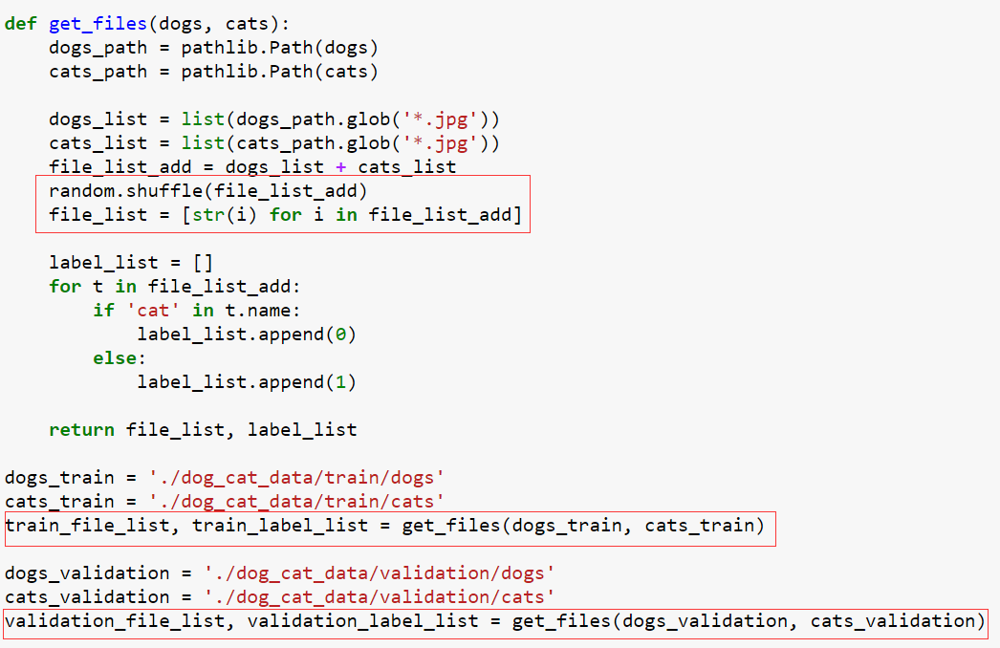 def get_files(dogs, cats):
    dogs_path = pathlib.Path(dogs)
    cats_path = pathlib.Path(cats)
    dogs_list = list(dogs_path.glob('*.jpg'))
    cats_list = list(cats_path.glob('*.jpg'))
    file_list_add = dogs_list + cats_list
    random.shuffle(file_list_add)
    file_list = [str(i) for i in file_list_add]
    label_list = []
    for t in file_list_add:
        if 'cat' in t.name:
            label_list.append(0)
        else:
            label_list.append(1)
    return file_list, label_list
dogs_train = './dog_cat_data/train/dogs'
cats_train = './dog_cat_data/train/cats'
train_file_list, train_label_list = get_files(dogs_train, cats_train)
dogs_validation = './dog_cat_data/validation/dogs'
cats_validation = './dog_cat_data/validation/cats'
validation_file_list, validation_label_list = get_files(dogs_validation, cats_validation)